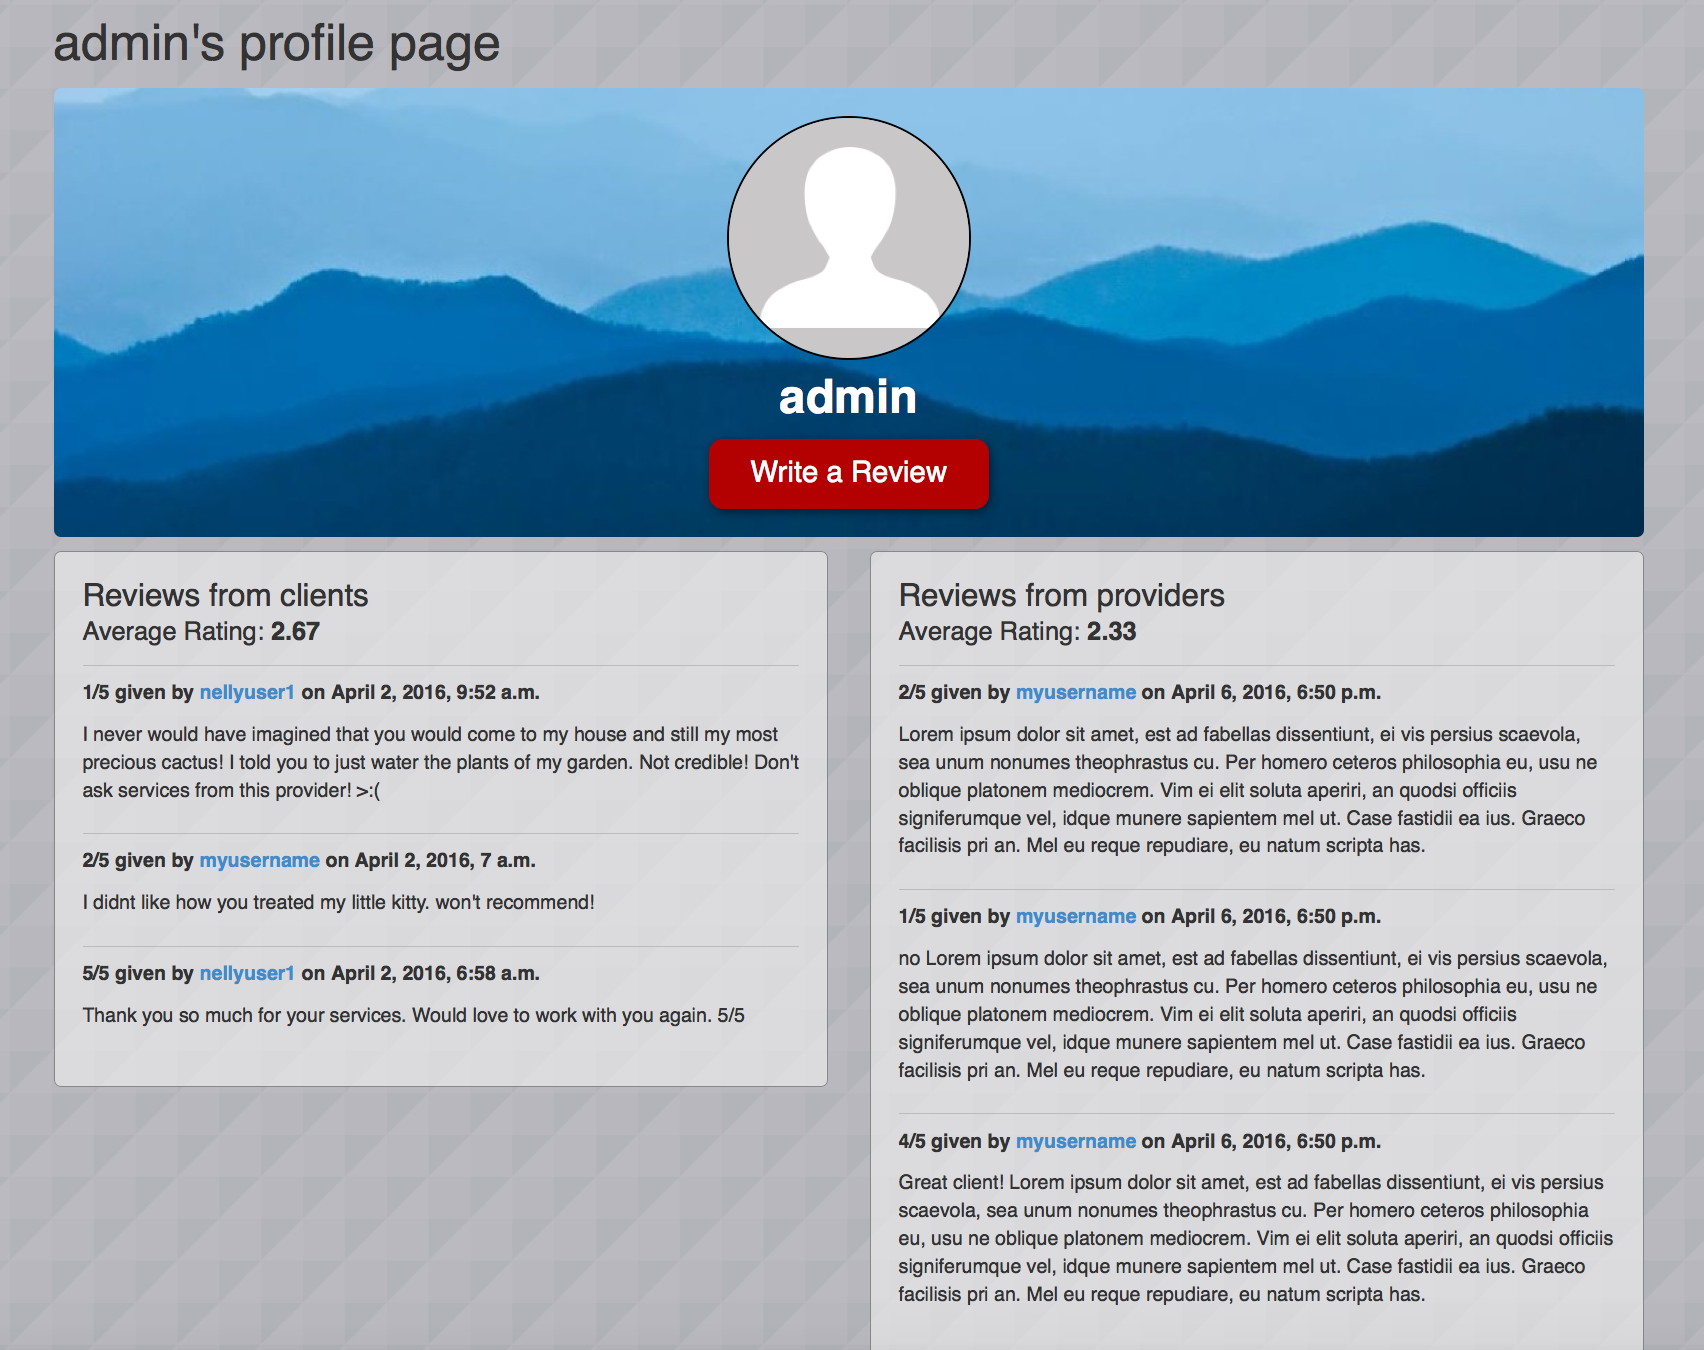 admin's profile page
admin
Write a Review
Reviews from clients
Average Rating: 2.67
1/5 given by nellyuser1 on April 2, 2016, 9:52 a.m.
I never would have imagined that you would come to my house and still my most
precious cactus! I told you to just water the plants of my garden. Not credible! Don't
ask services from this provider! >:(
2/5 given by myusername on April 2, 2016, 7 a.m.
I didnt like how you treated my little kitty. won't recommend!
5/5 given by nellyuser1 on April 2, 2016, 6:58 a.m.
Thank you so much for your services. Would love to work with you again. 5/5
Reviews from providers
Average Rating: 2.33
2/5 given by myusername on April 6, 2016, 6:50 p.m.
Lorem ipsum dolor sit amet, est ad fabellas dissentiunt, ei vis persius scaevola,
sea unum nonumes theophrastus cu. Per homero ceteros philosophia eu, usu ne
oblique platonem mediocrem. Vim ei elit soluta aperiri, an quodsi officiis
signiferumque vel, idque munere sapientem mel ut. Case fastidii ea ius. Graeco
facilisis pri an. Mel eu reque repudiare, eu natum scripta has.
1/5 given by myusername on April 6, 2016, 6:50 p.m.
no Lorem ipsum dolor sit amet, est ad fabellas dissentiunt, ei vis persius scaevola,
sea unum nonumes theophrastus cu. Per homero ceteros philosophia eu, usu ne
oblique platonem mediocrem. Vim ei elit soluta aperiri, an quodsi officiis
signiferumque vel, idque munere sapientem mel ut. Case fastidii ea ius. Graeco
facilisis pri an. Mel eu reque repudiare, eu natum scripta has.
4/5 given by myusername on April 6, 2016, 6:50 p.m.
Great client! Lorem ipsum dolor sit amet, est ad fabellas dissentiunt, ei vis persius
scaevola, sea unum nonumes theophrastus cu. Per homero ceteros philosophia
eu, usu ne oblique platonem mediocrem. Vim ei elit soluta aperiri, an quodsi officiis
signiferumque vel, idque munere sapientem mel ut. Case fastidii ea ius. Graeco
facilisis pri an. Mel eu reque repudiare, eu natum scripta has.